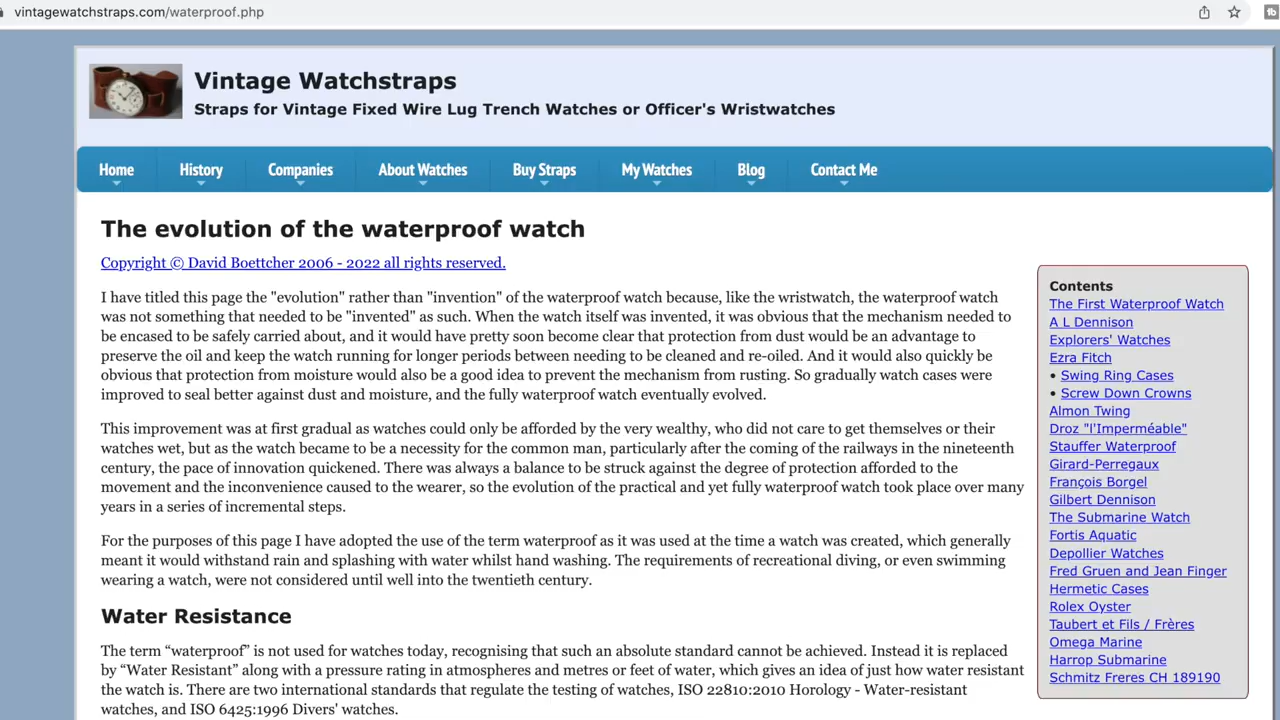 vintagewatchstraps.com/waterproof.php
Vintage Watchstraps
Straps for Vintage Fixed Wire Lug Trench Watches or Officer's Wristwatches
Home History Companies About Watches Buy Straps My Watches Blog Contact Me
The evolution of the waterproof watch
Copyright © David Boettcher 2006 - 2022 all rights reserved.
I have titled this page the "evolution" rather than "invention" of the waterproof watch because, like the wristwatch, the waterproof watch
was not something that needed to be "invented" as such. When the watch itself was invented, it was obvious that the mechanism needed to
be encased to be safely carried about, and it would have pretty soon become clear that protection from dust would be an advantage to
preserve the oil and keep the watch running for longer periods between needing to be cleaned and re-oiled. And it would also quickly be
obvious that protection from moisture would also be a good idea to prevent the mechanism from rusting. So gradually watch cases were
improved to seal better against dust and moisture, and the fully waterproof watch eventually evolved.
This improvement was at first gradual as watches could only be afforded by the very wealthy, who did not care to get themselves or their
watches wet, but as the watch became to be a necessity for the common man, particularly after the coming of the railways in the nineteenth
century, the pace of innovation quickened. There was always a balance to be struck against the degree of protection afforded to the
movement and the inconvenience caused to the wearer, so the evolution of the practical and yet fully waterproof watch took place over many
years in a series of incremental steps.
For the purposes of this page I have adopted the use of the term waterproof as it was used at the time a watch was created, which generally
meant it would withstand rain and splashing with water whilst hand washing. The requirements of recreational diving, or even swimming
wearing a watch, were not considered until well into the twentieth century.
Water Resistance
The term “waterproof” is not used for watches today, recognising that such an absolute standard cannot be achieved. Instead it is replaced
by “Water Resistant” along with a pressure rating in atmospheres and metres or feet of water, which gives an idea of just how water resistant
the watch is. There are two international standards that regulate the testing of watches, ISO 22810:2010 Horology - Water-resistant
watches, and ISO 6425:1996 Divers' watches.
Contents
The First Waterproof Watch
A L Dennison
Explorers' Watches
Ezra Fitch
• Swing Ring Cases
• Screw Down Crowns
Almon Twing
Droz "l'Imperméable"
Stauffer Waterproof
Girard-Perregaux
François Borgel
Gilbert Dennison
The Submarine Watch
Fortis Aquatic
Depollier Watches
Fred Gruen and Jean Finger
Hermetic Cases
Rolex Oyster
Taubert et Fils / Frères
Omega Marine
Harrop Submarine
Schmitz Freres CH 189190